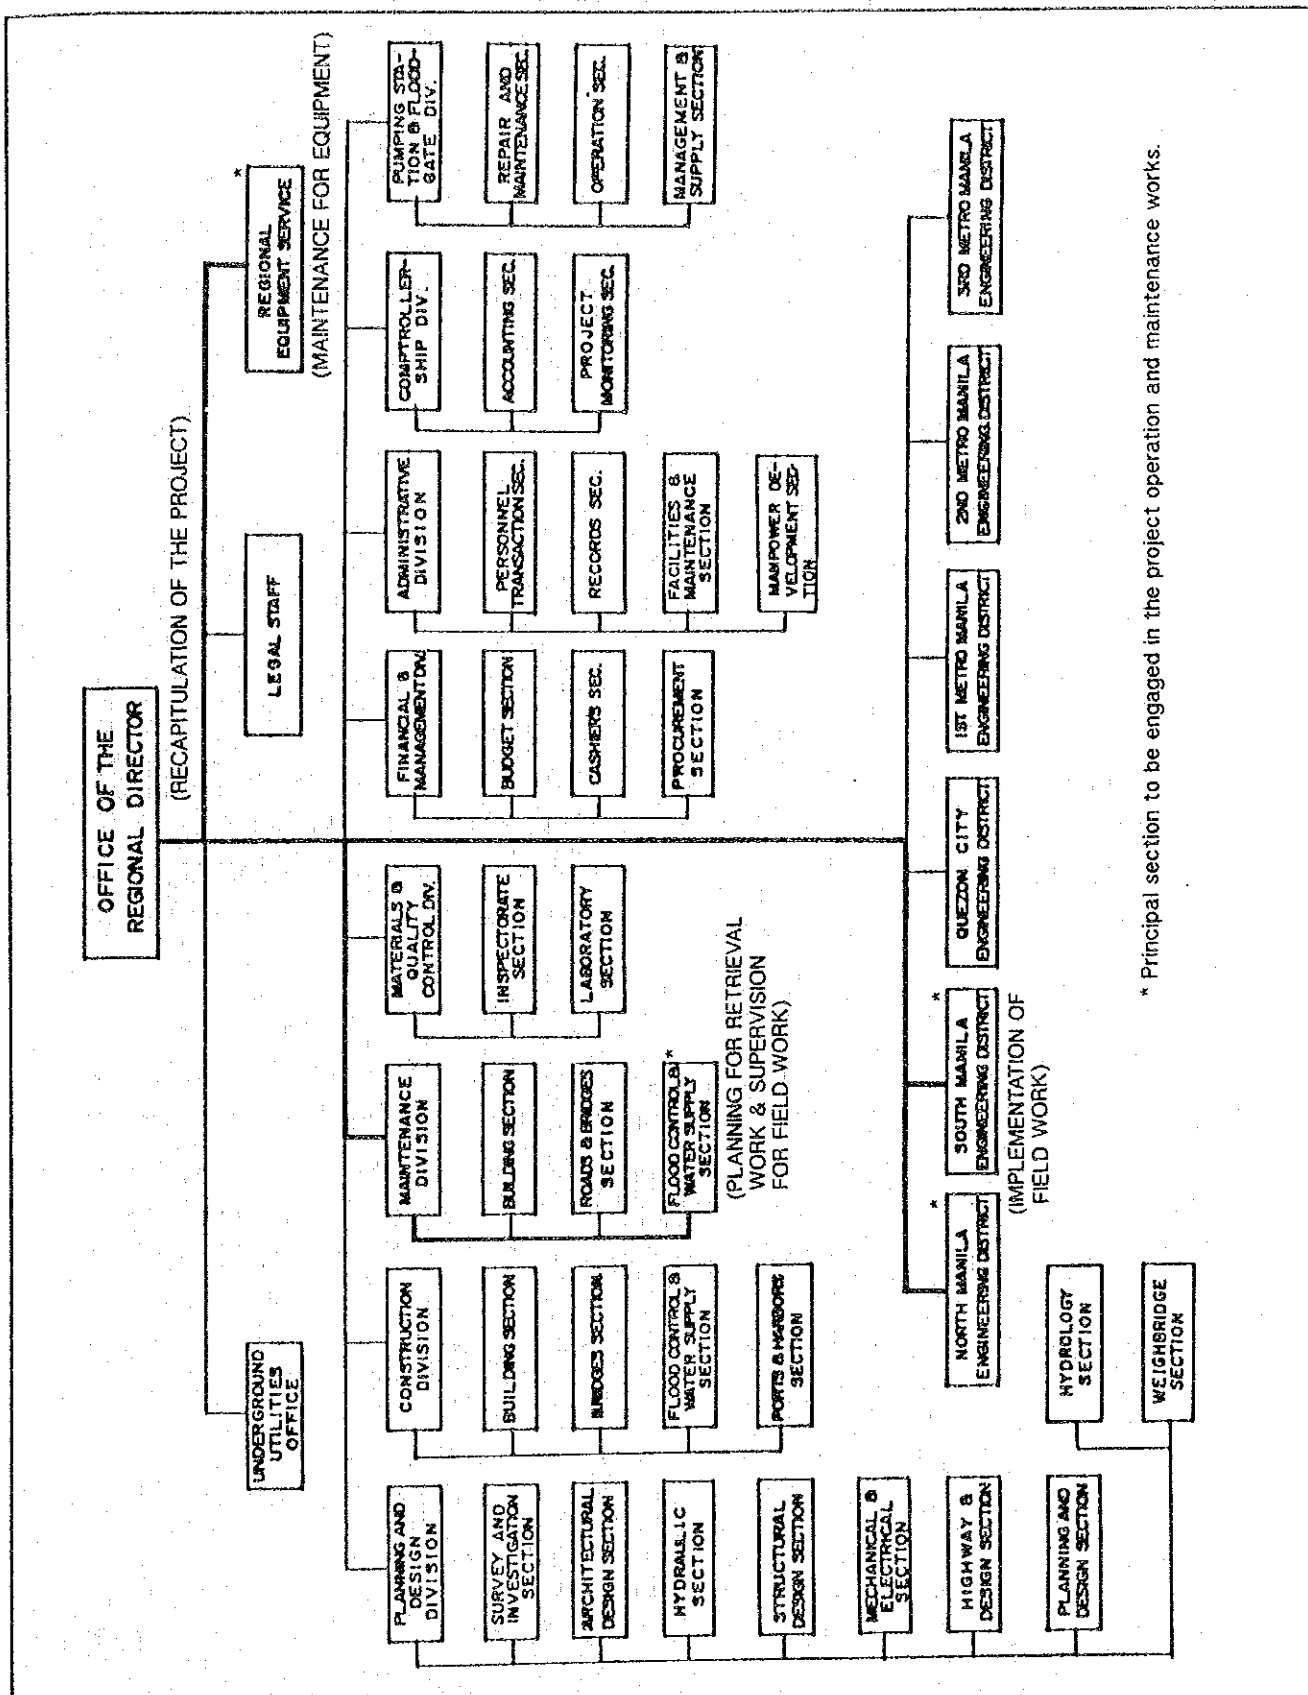 OFFICE OF THE
REGIONAL DIRECTOR
(RECAPITULATION OF THE PROJECT)
UNDERGROUND
UTILITIES
OFFICE
LEGAL STAFF
REGIONAL
EQUIPMENT SERVICE
*
(MAINTENANCE FOR EQUIPMENT)
PLANNING AND
DESIGN
DIVISION
SURVEY AND
INVESTIGATION
SECTION
ARCHITECTURAL
DESIGN SECTION
HYDRAULIC
SECTION
STRUCTURAL
DESIGN SECTION
MECHANICAL &
ELECTRICAL
SECTION
HIGHWAY &
DESIGN SECTION
PLANNING AND
DESIGN SECTION
HYDROLOGY
SECTION
WEIGHBRIDGE
SECTION
CONSTRUCTION
DIVISION
BUILDING SECTION
BRIDGES SECTION
FLOOD CONTROL &
WATER SUPPLY
SECTION
PORTS & HARBORS
SECTION
MAINTENANCE
DIVISION
BUILDING SECTION
ROADS & BRIDGES
SECTION
FLOOD CONTROL &
WATER SUPPLY
SECTION
*
(PLANNING FOR RETRIEVAL
WORK & SUPERVISION
FOR FIELD WORK)
MATERIALS &
QUALITY
CONTROL DIV.
INSPECTORATE
SECTION
LABORATORY
SECTION
FINANCIAL &
MANAGEMENT DIV.
BUDGET SECTION
CASHIER'S SEC.
PROCUREMENT
SECTION
ADMINISTRATIVE
DIVISION
PERSONNEL
TRANSACTION SEC.
RECORDS SEC.
FACILITIES &
MAINTENANCE
SECTION
MANPOWER DE-
VELOPMENT SEC-
TION
COMPTROLLER-
SHIP DIV.
ACCOUNTING SEC.
PROJECT
MONITORING SEC.
PUMPING STA-
TION & FLOOD-
GATE DIV.
REPAIR AND
MAINTENANCE SEC.
OPERATION SEC.
MANAGEMENT &
SUPPLY SECTION
NORTH MANILA
ENGINEERING DISTRICT
*
SOUTH MANILA
ENGINEERING DISTRICT
*
(IMPLEMENTATION OF
FIELD WORK)
QUEZON CITY
ENGINEERING DISTRICT
1ST METRO MANILA
ENGINEERING DISTRICT
2ND METRO MANILA
ENGINEERING DISTRICT
3RD METRO MANILA
ENGINEERING DISTRICT
* Principal section to be engaged in the project operation and maintenance works.